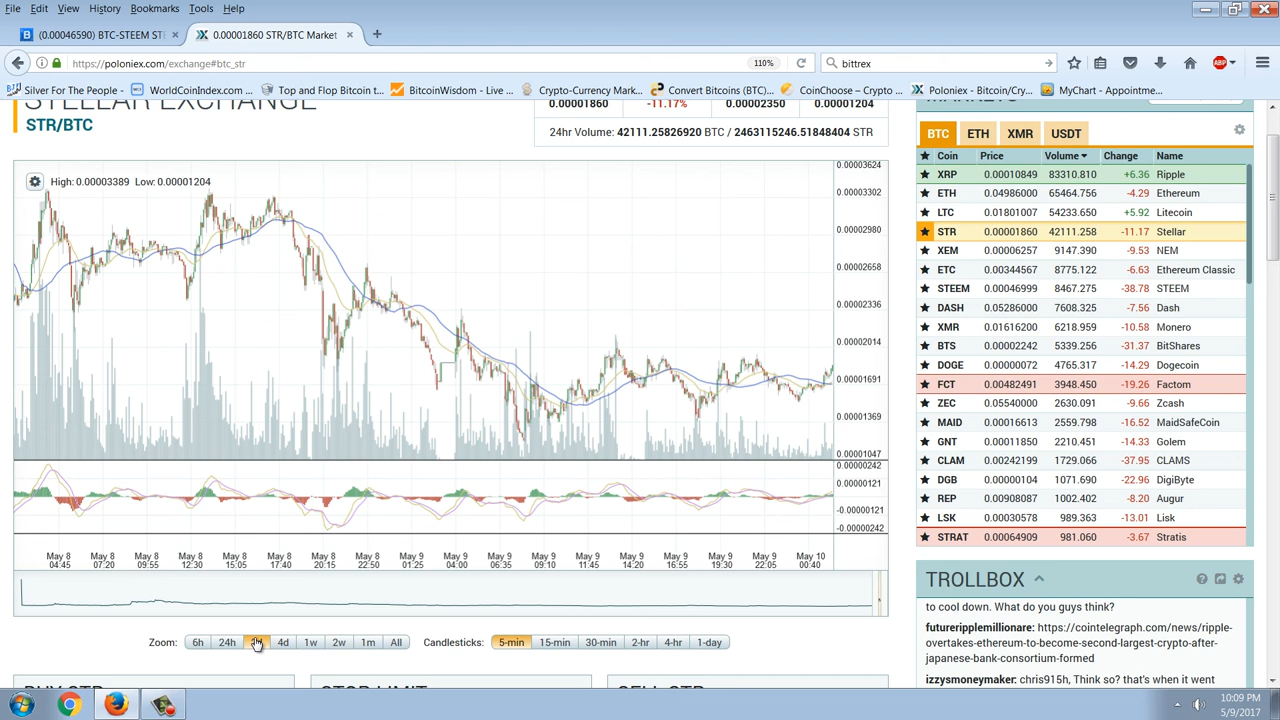 File Edit View History Bookmarks Tools Help
(0.00046590) BTC-STEEM ST × 0.00001860 STR/BTC Market × +
https://poloniex.com/exchange#btc_str 110% bittrex ABP
Silver For The People - WorldCoinIndex.com ... Top and Flop Bitcoin t... BitcoinWisdom - Live ... Crypto-Currency Mark... Convert Bitcoins (BTC)... CoinChoose – Crypto ... Poloniex - Bitcoin/Cry... MyChart - Appointme...
STELLAR EXCHANGE
STR/BTC
0.00001860 -11.17% 0.00002350 0.00001204
24hr Volume: 42111.25826920 BTC / 2463115246.51848404 STR
High: 0.00003389 Low: 0.00001204
0.00003624
0.00003302
0.00002980
0.00002658
0.00002336
0.00002014
0.00001691
0.00001369
0.00001047
0.00000242
0.00000121
-0.00000121
-0.00000242
May 8 May 8 May 8 May 8 May 8 May 8 May 8 May 8 May 9 May 9 May 9 May 9 May 9 May 9 May 9 May 9 May 9 May 10
04:45 07:20 09:55 12:30 15:05 17:40 20:15 22:50 01:25 04:00 06:35 09:10 11:45 14:20 16:55 19:30 22:05 00:40
Zoom: 6h 24h 4d 1w 2w 1m All Candlesticks: 5-min 15-min 30-min 2-hr 4-hr 1-day
BUY STR STOP-LIMIT SELL STR
MARKETS
BTC ETH XMR USDT
Coin Price Volume Change Name
XRP 0.00010849 83310.810 +6.36 Ripple
ETH 0.04986000 65464.756 -4.29 Ethereum
LTC 0.01801007 54233.650 +5.92 Litecoin
STR 0.00001860 42111.258 -11.17 Stellar
XEM 0.00006257 9147.390 -9.53 NEM
ETC 0.00344567 8775.122 -6.63 Ethereum Classic
STEEM 0.00046999 8467.275 -38.78 STEEM
DASH 0.05286000 7608.325 -7.56 Dash
XMR 0.01616200 6218.959 -10.58 Monero
BTS 0.00002242 5339.256 -31.37 BitShares
DOGE 0.00000072 4765.317 -14.29 Dogecoin
FCT 0.00482491 3948.450 -19.26 Factom
ZEC 0.05540000 2630.091 -9.66 Zcash
MAID 0.00016613 2559.798 -16.52 MaidSafeCoin
GNT 0.00011850 2210.451 -14.33 Golem
CLAM 0.00242199 1729.066 -37.95 CLAMS
DGB 0.00000104 1071.690 -22.96 DigiByte
REP 0.00908087 1002.402 -8.20 Augur
LSK 0.00030578 989.363 -13.01 Lisk
STRAT 0.00064909 981.060 -3.67 Stratis
TROLLBOX
to cool down. What do you guys think?
futureripplemillionare: https://cointelegraph.com/news/ripple-
overtakes-ethereum-to-become-second-largest-crypto-after-
japanese-bank-consortium-formed
izzysmoneymaker: chris915h, Think so? that's when it went
10:09 PM
5/9/2017